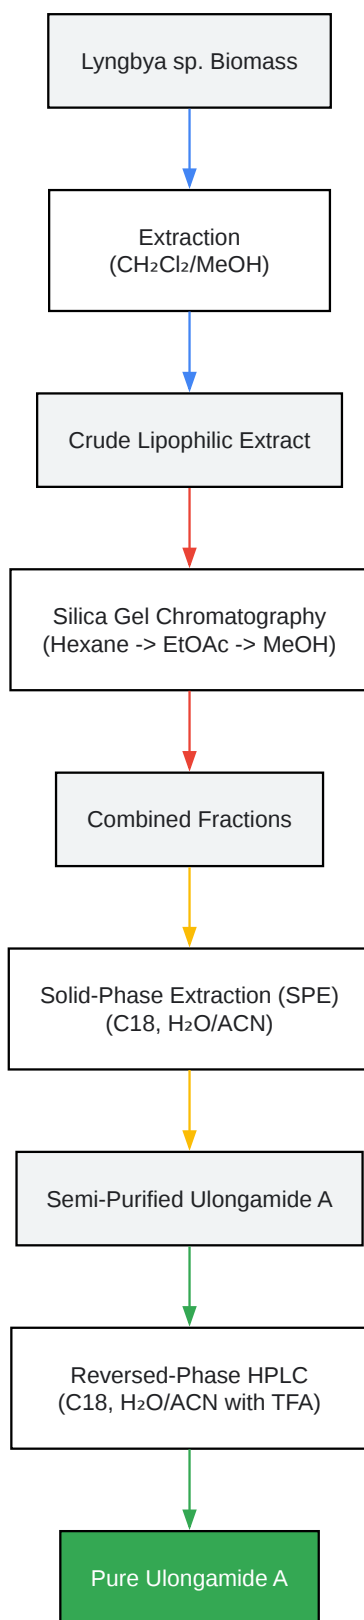 Lyngbya sp. Biomass
Extraction
(CH₂Cl₂/MeOH)
Crude Lipophilic Extract
Silica Gel Chromatography
(Hexane -> EtOAc -> MeOH)
Combined Fractions
Solid-Phase Extraction (SPE)
(C18, H₂O/ACN)
Semi-Purified Ulongamide A
Reversed-Phase HPLC
(C18, H₂O/ACN with TFA)
Pure Ulongamide A